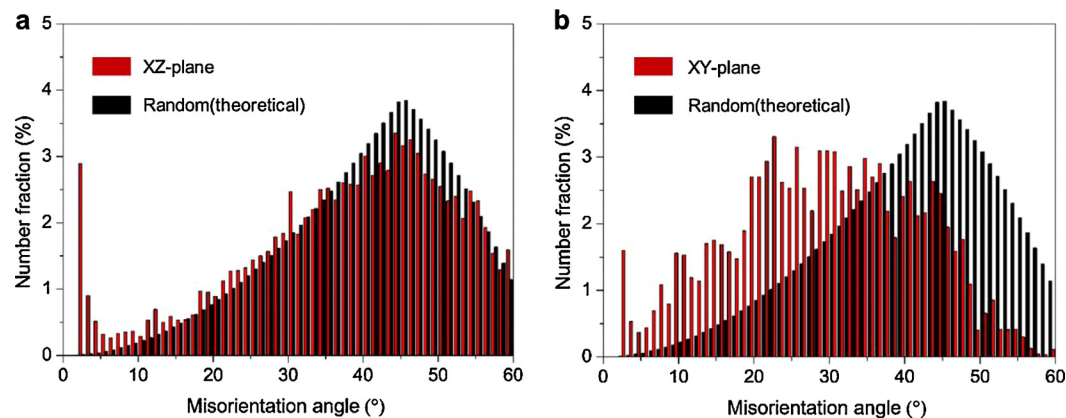 a
5
4
3
2
1
0
Number fraction (%)
XZ-plane
Random(theoretical)
0 10 20 30 40 50 60
Misorientation angle (°)
b
5
4
3
2
1
0
Number fraction (%)
XY-plane
Random(theoretical)
0 10 20 30 40 50 60
Misorientation angle (°)